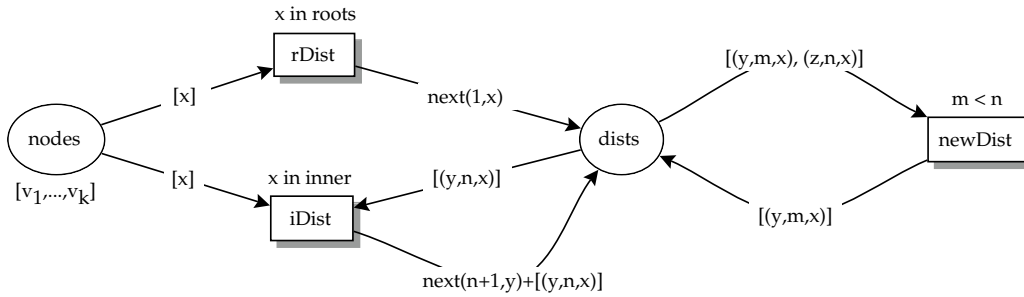 x in roots
rDist
[x]
next(1,x)
[(y,m,x), (z,n,x)]
m < n
nodes
dists
newDist
[v1,...,vk]
[x]
x in inner
[(y,n,x)]
iDist
[(y,m,x)]
next(n+1,y)+[(y,n,x)]